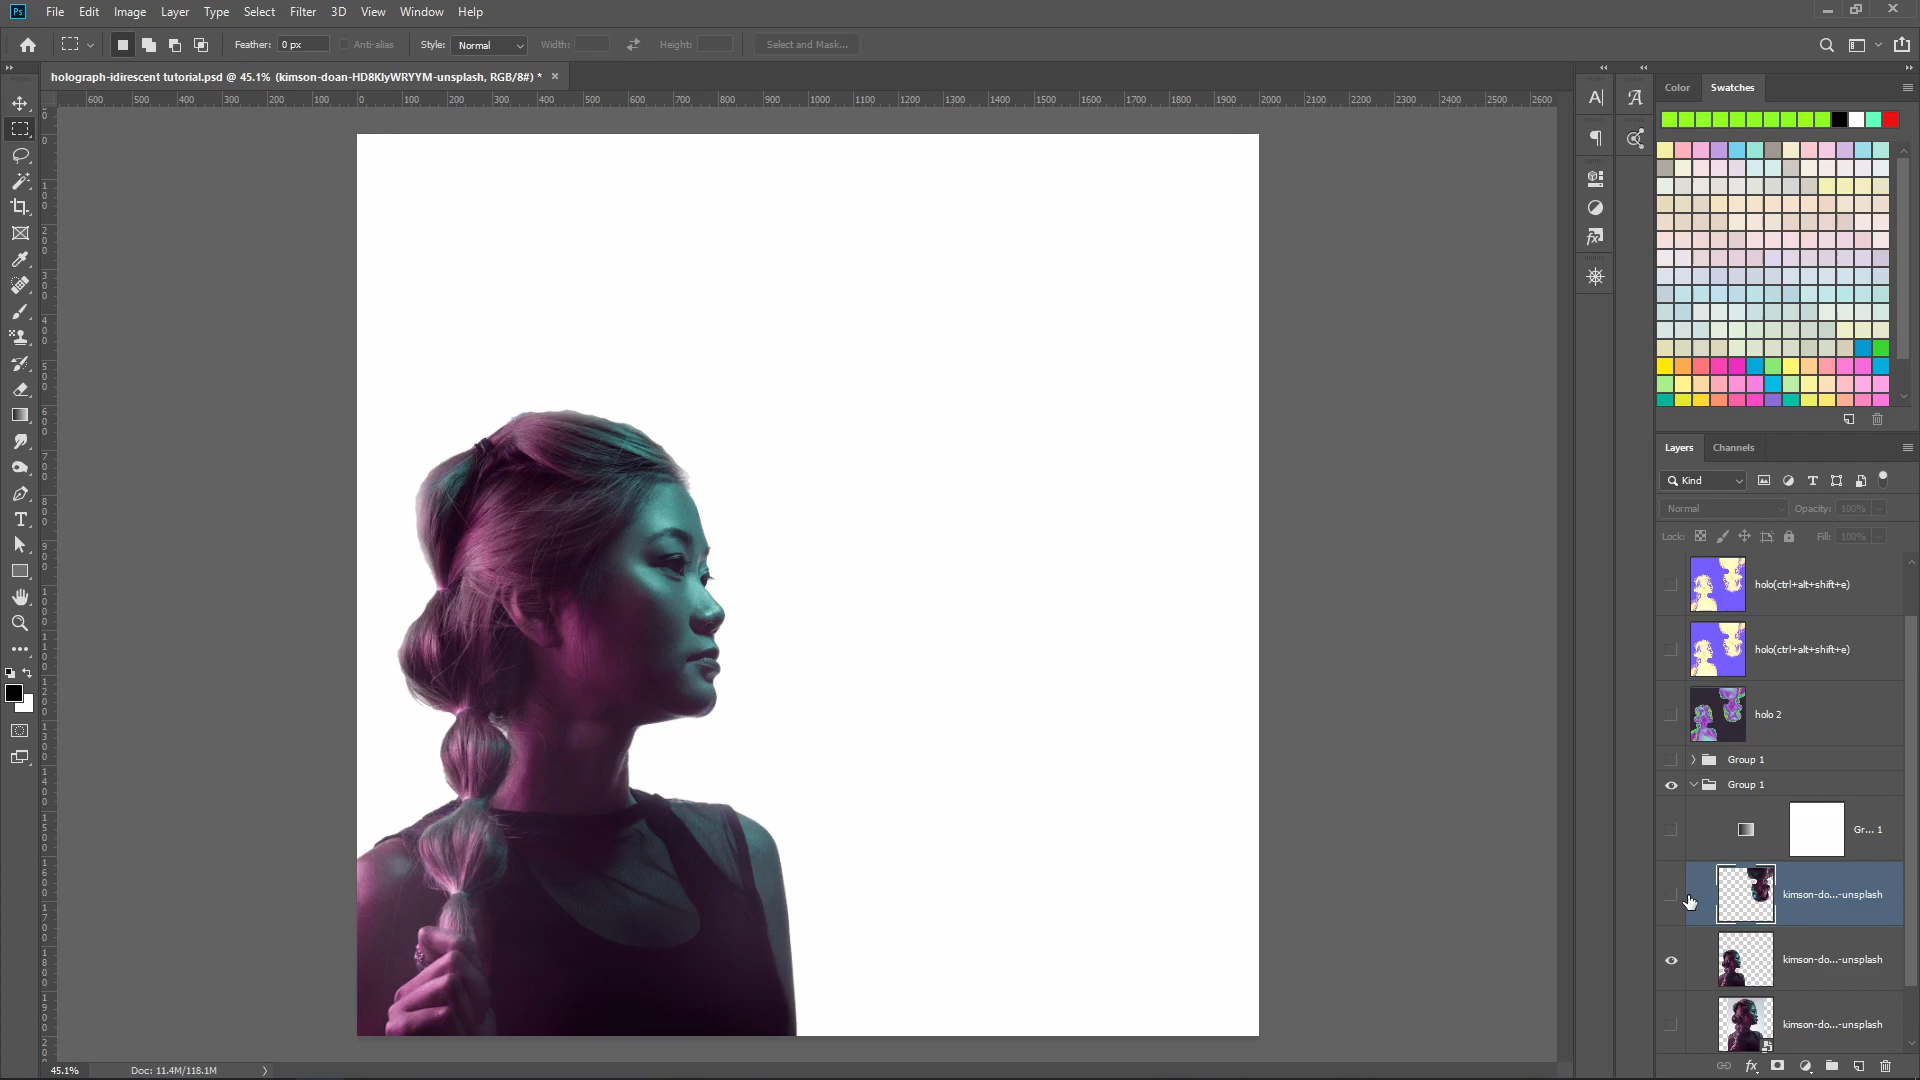 Ps File Edit Image Layer Type Select Filter 3D View Window Help
Feather: 0 px Anti-alias Style: Normal Width: Height: Select and Mask...
holograph-idirescent tutorial.psd @ 45.1% (kimson-doan-HD8KlyWRYYM-unsplash, RGB/8#) * ×
600 500 400 300 200 100 0 100 200 300 400 500 600 700 800 900 1000 1100 1200 1300 1400 1500 1600 1700 1800 1900 2000 2100 2200 2300 2400 2500 2600
Color Swatches
Layers Channels
Kind
Normal Opacity: 100%
Lock: Fill: 100%
holo(ctrl+alt+shift+e)
holo(ctrl+alt+shift+e)
holo 2
Group 1
Group 1
Gr... 1
kimson-do...-unsplash
kimson-do...-unsplash
kimson-do...-unsplash
45.1% Doc: 11.4M/118.1M